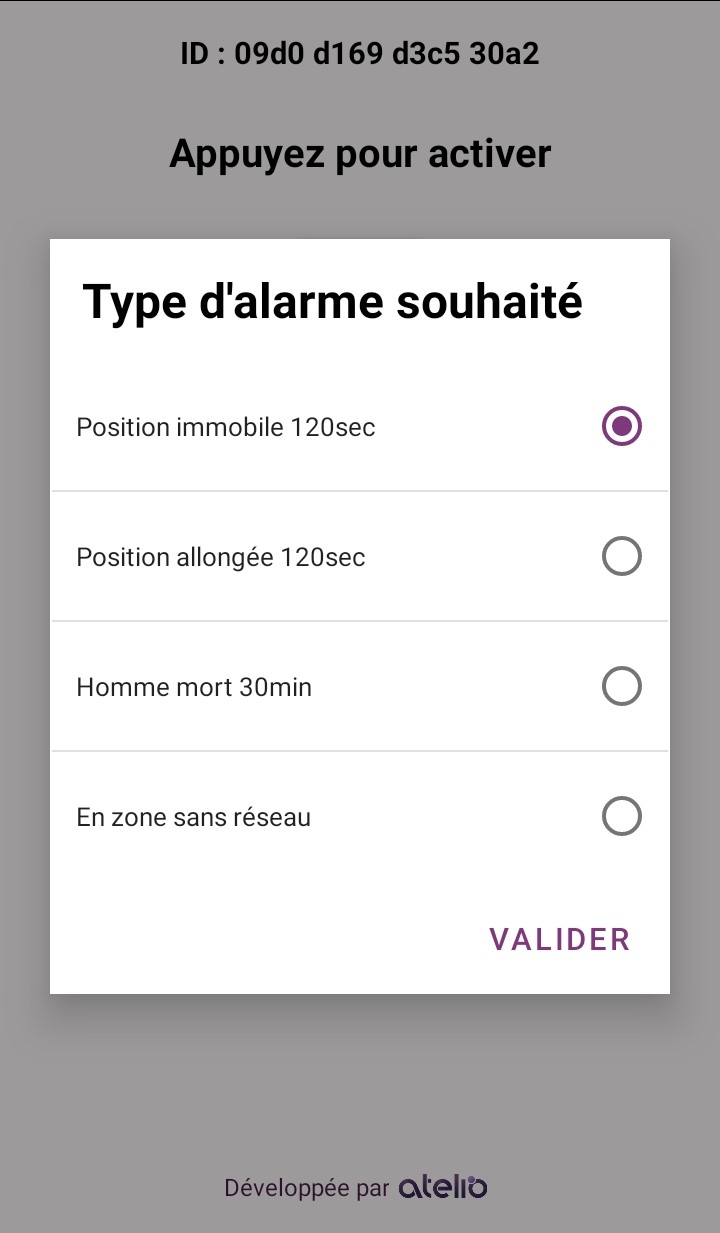 ID : 09d0 d169 d3c5 30a2
Appuyez pour activer
Type d'alarme souhaité
Position immobile 120sec
Position allongée 120sec
Homme mort 30min
En zone sans réseau
VALIDER
Développée par atelio